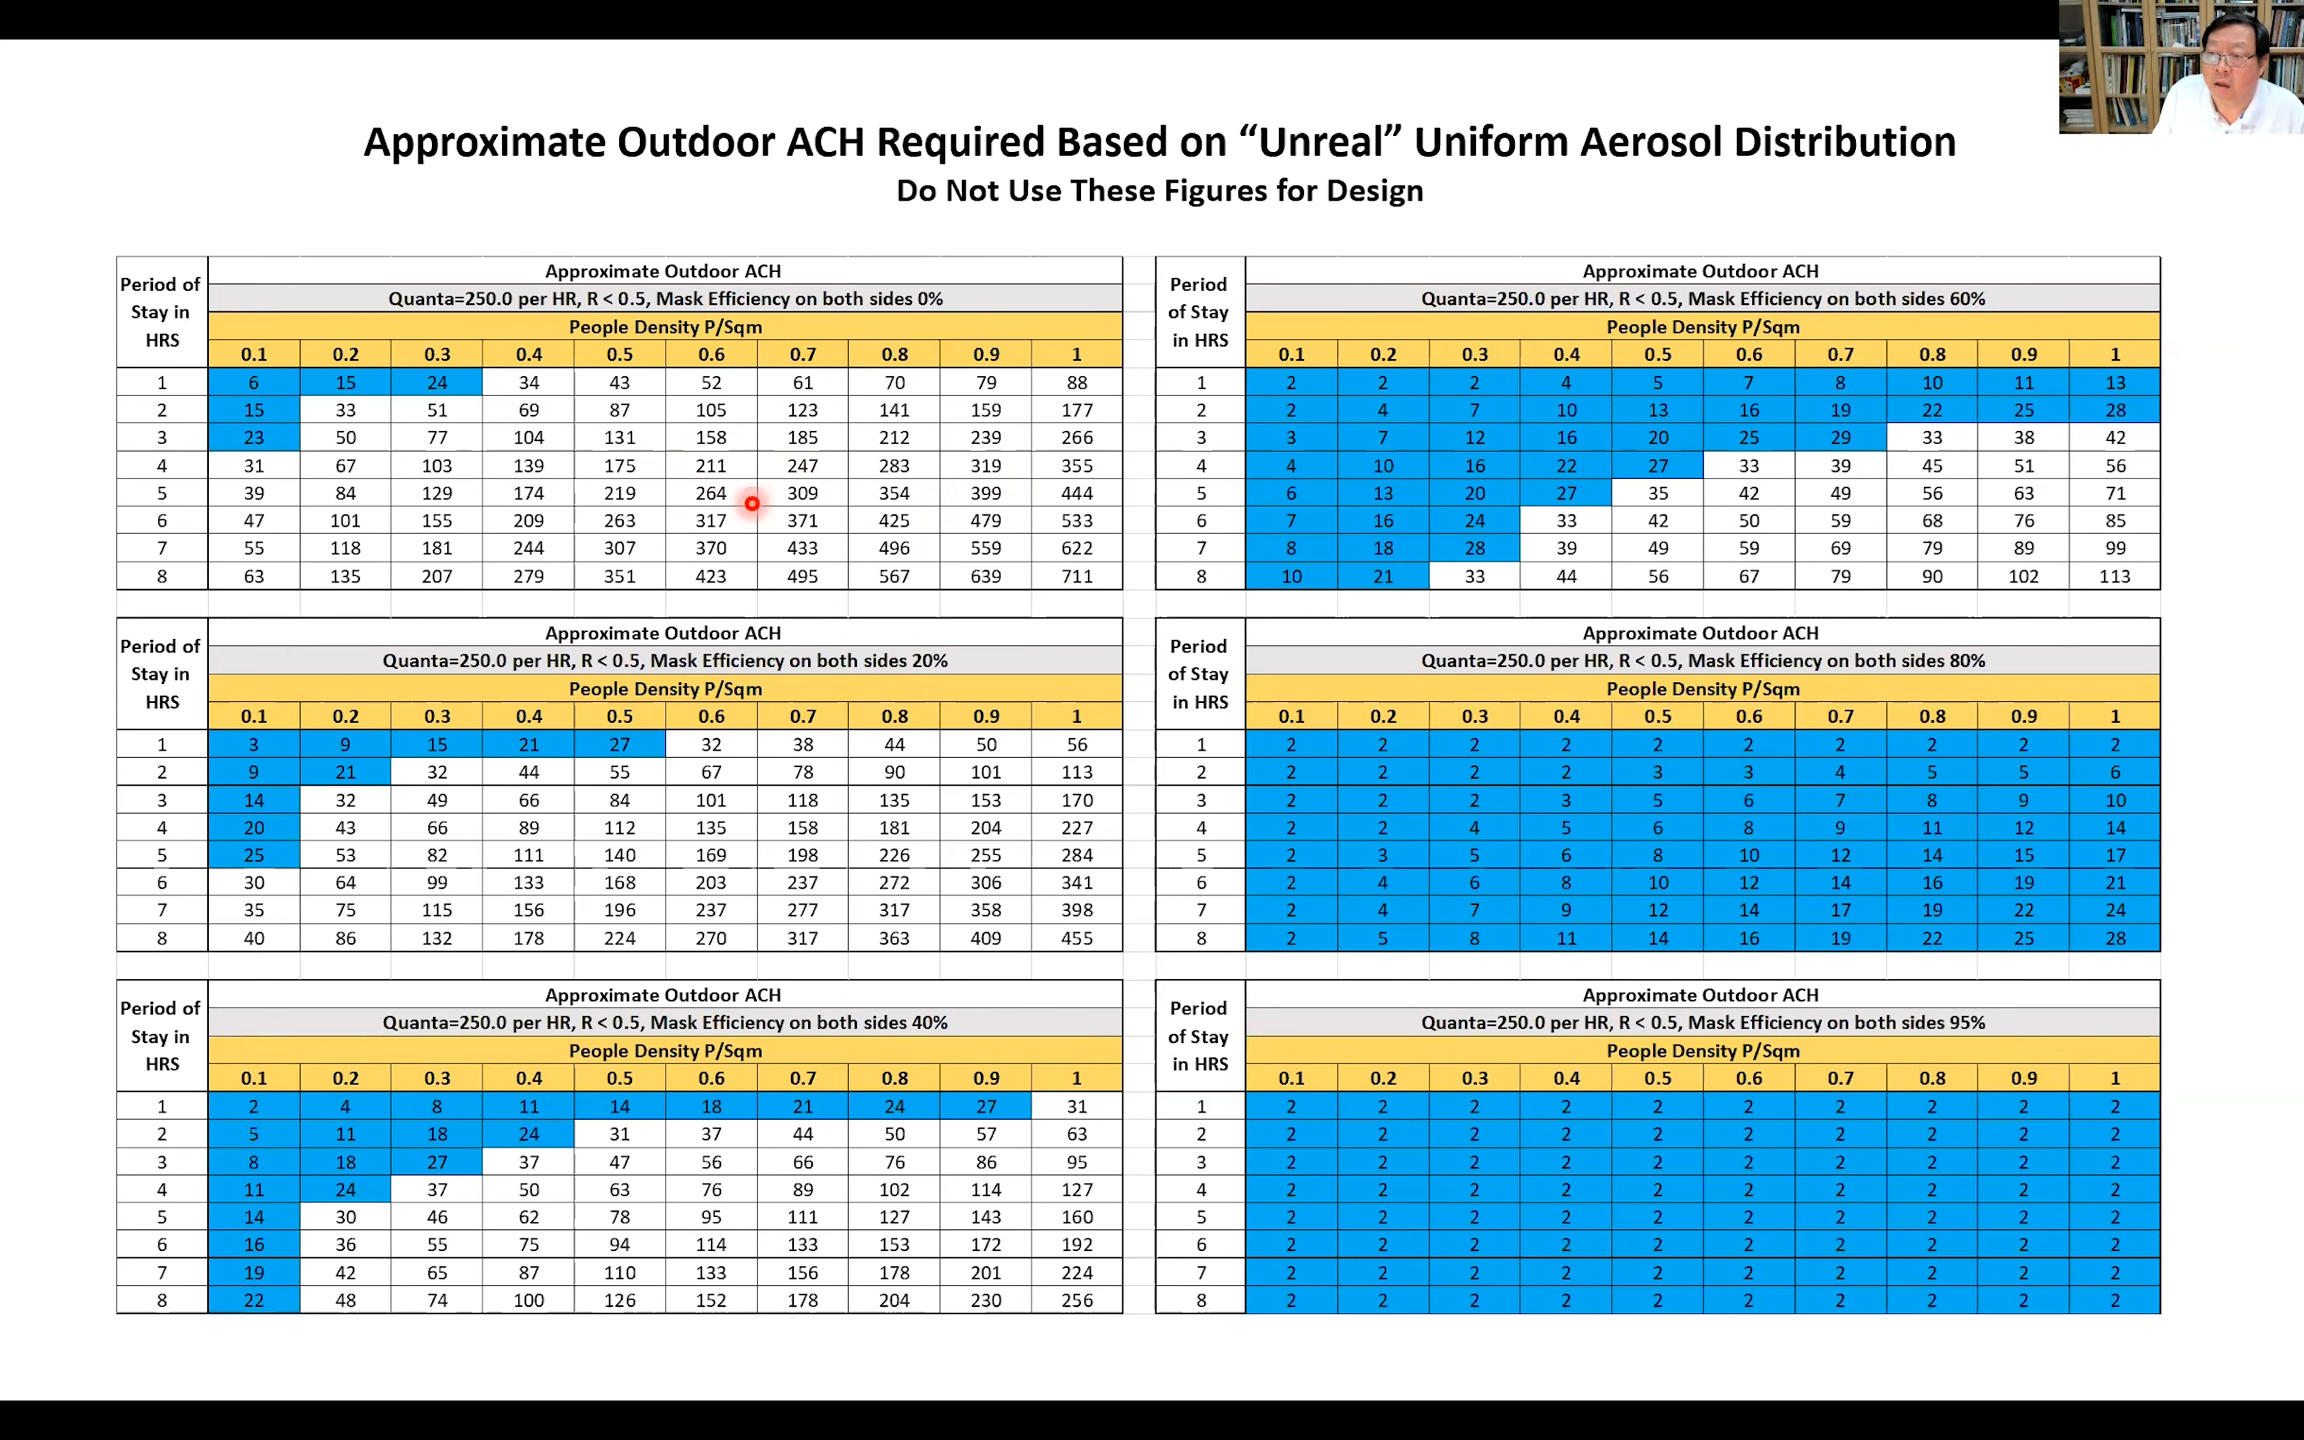 Approximate Outdoor ACH Required Based on “Unreal” Uniform Aerosol Distribution
Do Not Use These Figures for Design
Period of Stay in HRS
Approximate Outdoor ACH
Quanta=250.0 per HR, R < 0.5, Mask Efficiency on both sides 0%
People Density P/Sqm
0.1 0.2 0.3 0.4 0.5 0.6 0.7 0.8 0.9 1
1 6 15 24 34 43 52 61 70 79 88
2 15 33 51 69 87 105 123 141 159 177
3 23 50 77 104 131 158 185 212 239 266
4 31 67 103 139 175 211 247 283 319 355
5 39 84 129 174 219 264 309 354 399 444
6 47 101 155 209 263 317 371 425 479 533
7 55 118 181 244 307 370 433 496 559 622
8 63 135 207 279 351 423 495 567 639 711
Period of Stay in HRS
Approximate Outdoor ACH
Quanta=250.0 per HR, R < 0.5, Mask Efficiency on both sides 60%
People Density P/Sqm
0.1 0.2 0.3 0.4 0.5 0.6 0.7 0.8 0.9 1
1 2 2 2 4 5 7 8 10 11 13
2 2 4 7 10 13 16 19 22 25 28
3 3 7 12 16 20 25 29 33 38 42
4 4 10 16 22 27 33 39 45 51 56
5 6 13 20 27 35 42 49 56 63 71
6 7 16 24 33 42 50 59 68 76 85
7 8 18 28 39 49 59 69 79 89 99
8 10 21 33 44 56 67 79 90 102 113
Period of Stay in HRS
Approximate Outdoor ACH
Quanta=250.0 per HR, R < 0.5, Mask Efficiency on both sides 20%
People Density P/Sqm
0.1 0.2 0.3 0.4 0.5 0.6 0.7 0.8 0.9 1
1 3 9 15 21 27 32 38 44 50 56
2 9 21 32 44 55 67 78 90 101 113
3 14 32 49 66 84 101 118 135 153 170
4 20 43 66 89 112 135 158 181 204 227
5 25 53 82 111 140 169 198 226 255 284
6 30 64 99 133 168 203 237 272 306 341
7 35 75 115 156 196 237 277 317 358 398
8 40 86 132 178 224 270 317 363 409 455
Period of Stay in HRS
Approximate Outdoor ACH
Quanta=250.0 per HR, R < 0.5, Mask Efficiency on both sides 80%
People Density P/Sqm
0.1 0.2 0.3 0.4 0.5 0.6 0.7 0.8 0.9 1
1 2 2 2 2 2 2 2 2 2 2
2 2 2 2 2 3 3 4 5 5 6
3 2 2 2 3 5 6 7 8 9 10
4 2 2 4 5 6 8 9 11 12 14
5 2 3 5 6 8 10 12 14 15 17
6 2 4 6 8 10 12 14 16 19 21
7 2 4 7 9 12 14 17 19 22 24
8 2 5 8 11 14 16 19 22 25 28
Period of Stay in HRS
Approximate Outdoor ACH
Quanta=250.0 per HR, R < 0.5, Mask Efficiency on both sides 40%
People Density P/Sqm
0.1 0.2 0.3 0.4 0.5 0.6 0.7 0.8 0.9 1
1 2 4 8 11 14 18 21 24 27 31
2 5 11 18 24 31 37 44 50 57 63
3 8 18 27 37 47 56 66 76 86 95
4 11 24 37 50 63 76 89 102 114 127
5 14 30 46 62 78 95 111 127 143 160
6 16 36 55 75 94 114 133 153 172 192
7 19 42 65 87 110 133 156 178 201 224
8 22 48 74 100 126 152 178 204 230 256
Period of Stay in HRS
Approximate Outdoor ACH
Quanta=250.0 per HR, R < 0.5, Mask Efficiency on both sides 95%
People Density P/Sqm
0.1 0.2 0.3 0.4 0.5 0.6 0.7 0.8 0.9 1
1 2 2 2 2 2 2 2 2 2 2
2 2 2 2 2 2 2 2 2 2 2
3 2 2 2 2 2 2 2 2 2 2
4 2 2 2 2 2 2 2 2 2 2
5 2 2 2 2 2 2 2 2 2 2
6 2 2 2 2 2 2 2 2 2 2
7 2 2 2 2 2 2 2 2 2 2
8 2 2 2 2 2 2 2 2 2 2